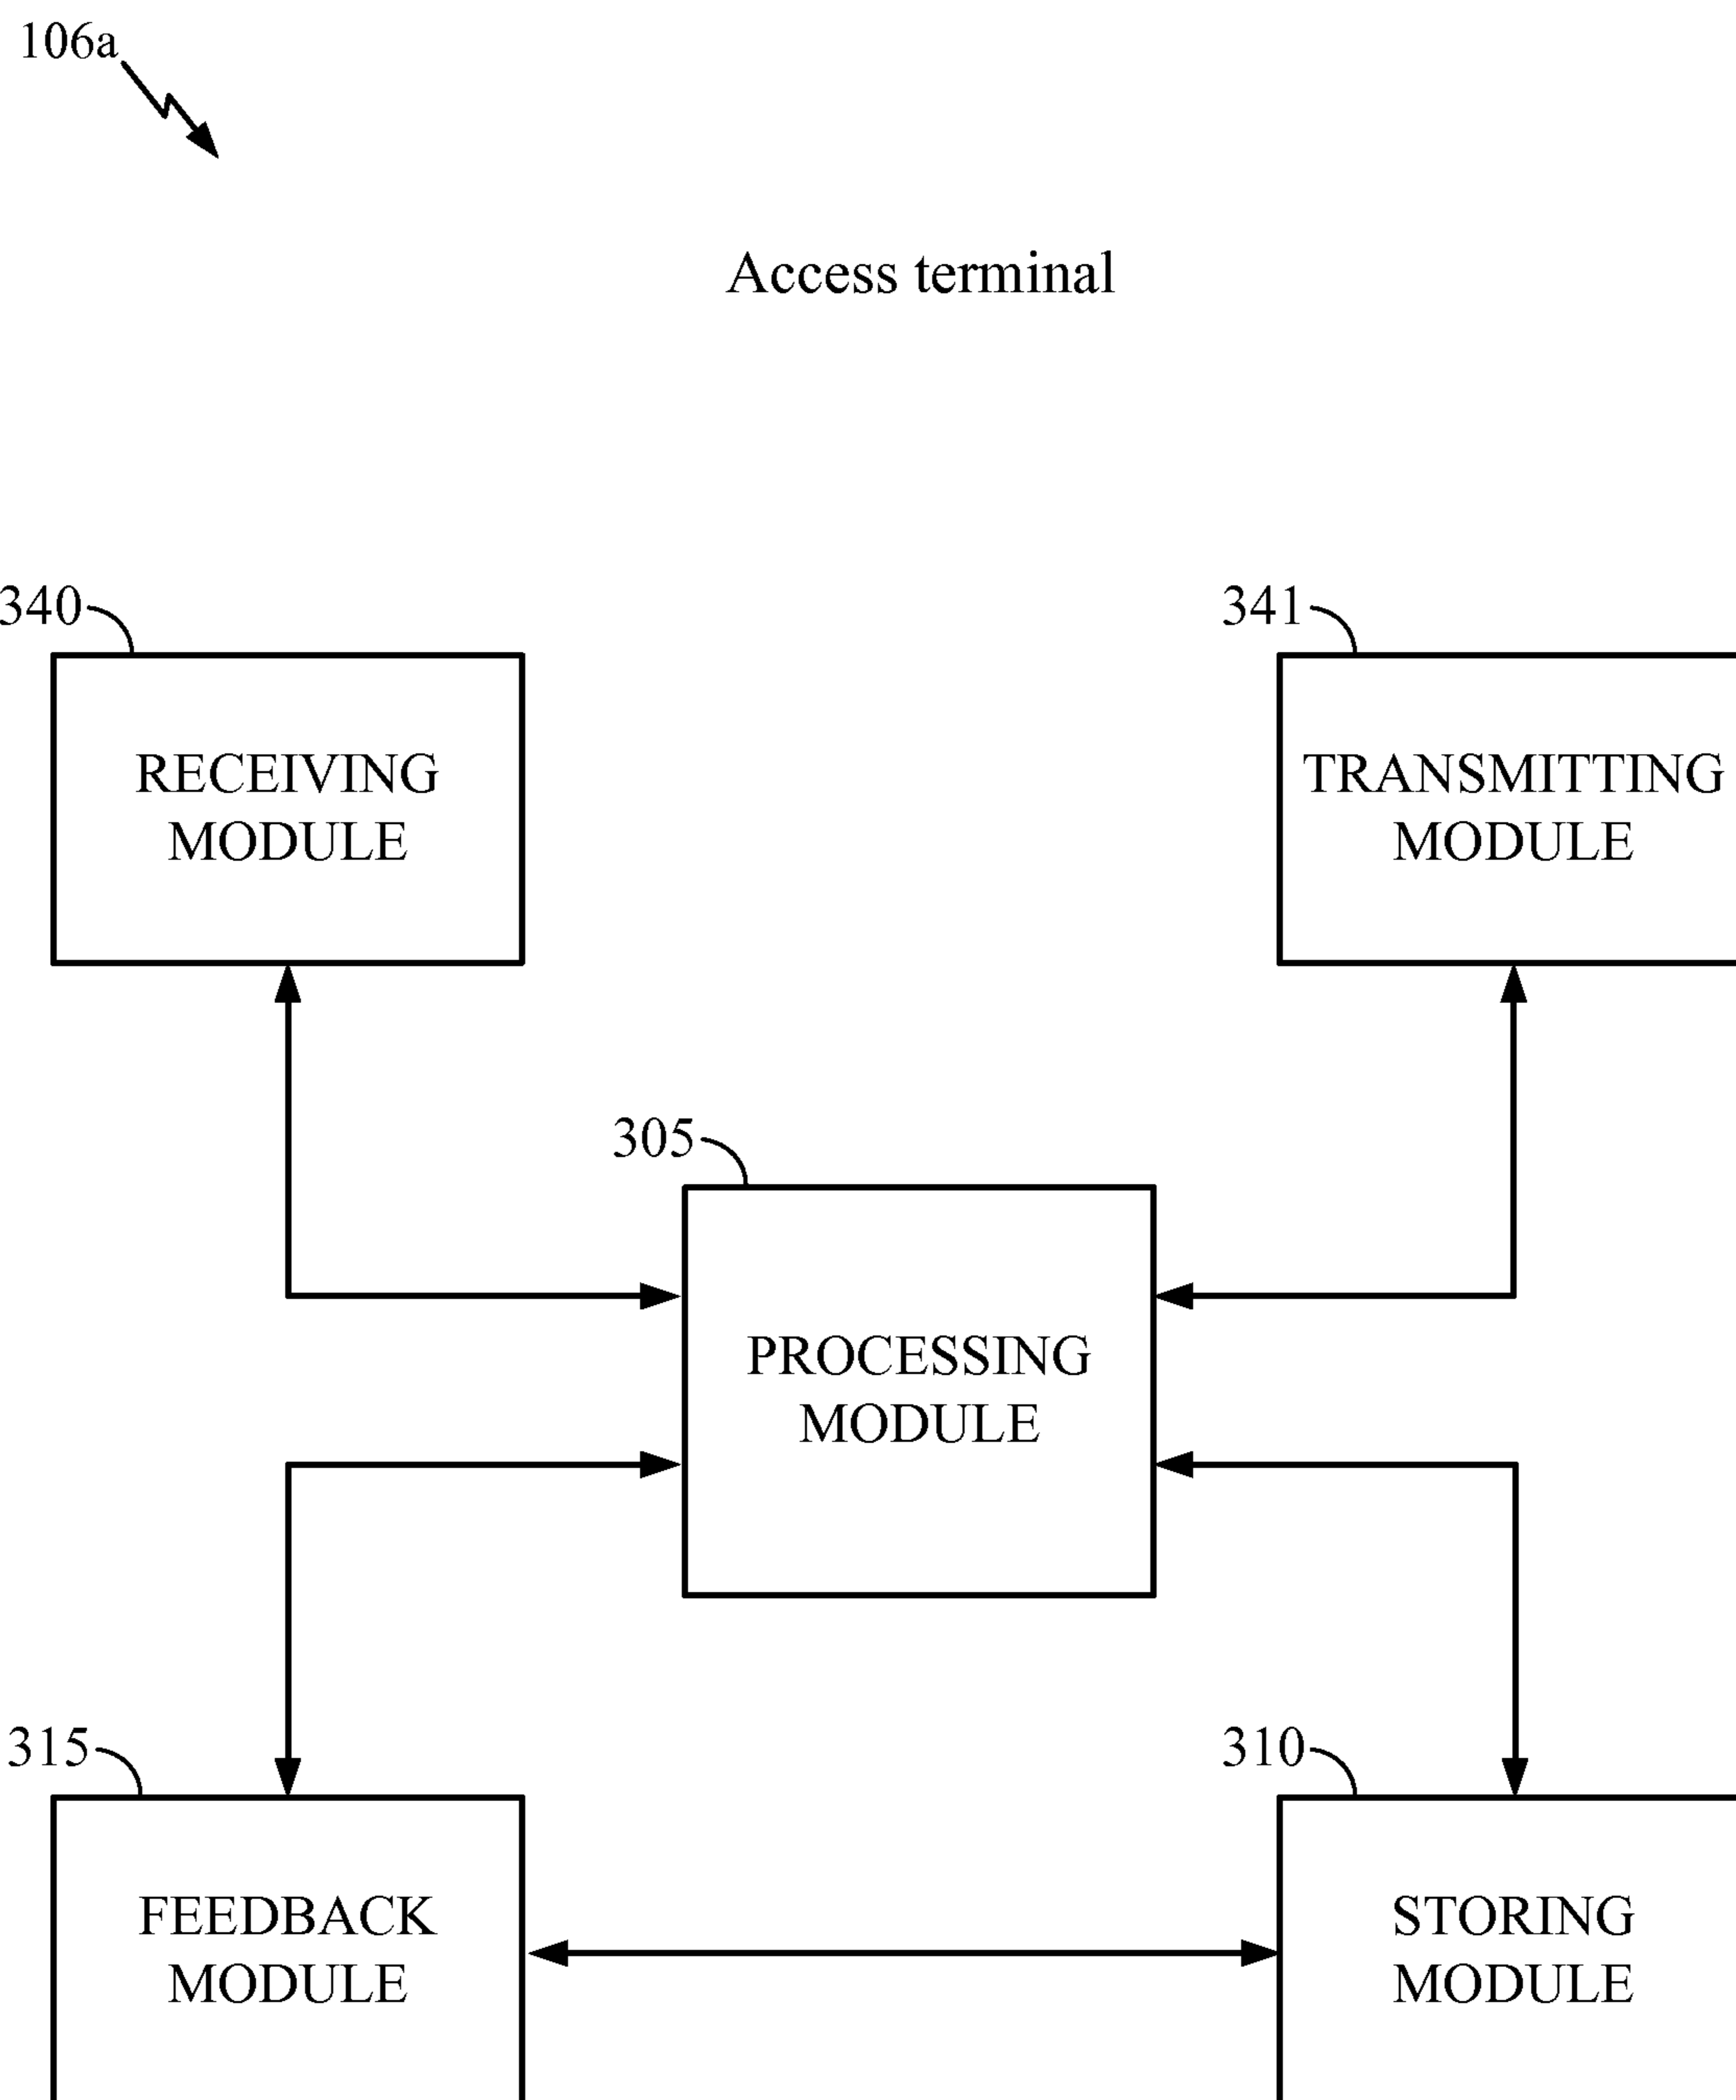 106a
Access terminal
340
341
RECEIVING
MODULE
TRANSMITTING
MODULE
305
PROCESSING
MODULE
315
310
FEEDBACK
MODULE
STORING
MODULE